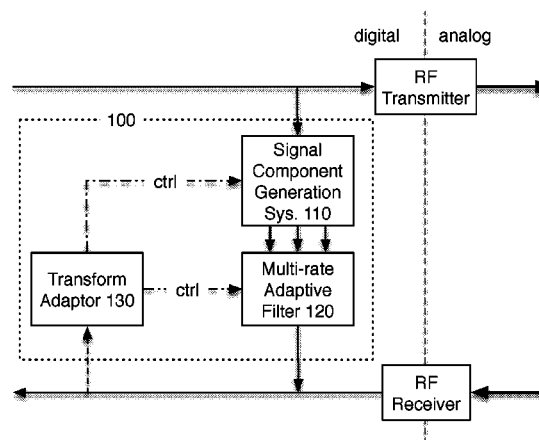 digital
analog
RF
Transmitter
100
Signal
Component
Generation
Sys. 110
ctrl
Transform
Adaptor 130
ctrl
Multi-rate
Adaptive
Filter 120
RF
Receiver